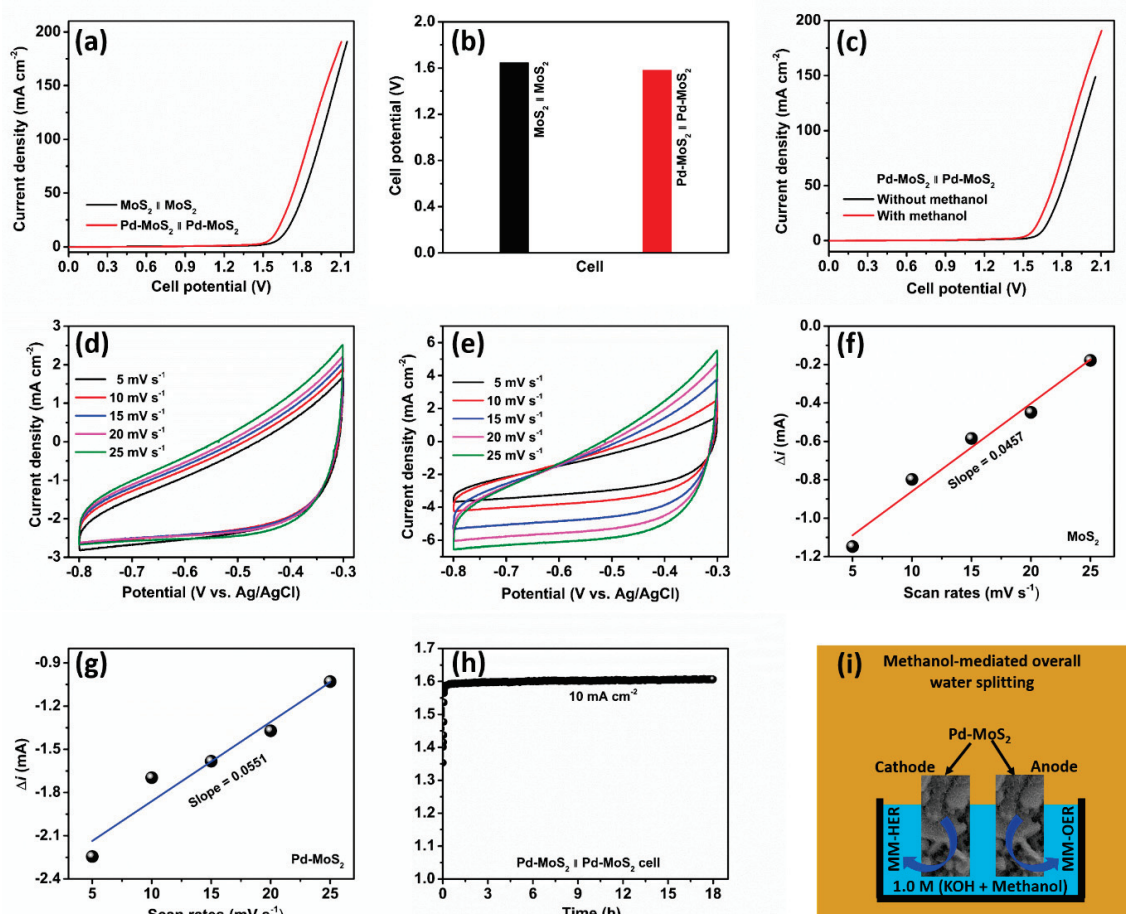 (a)
200
150
100
50
0
Current density (mA cm⁻²)
MoS₂ ॥ MoS₂
Pd-MoS₂ ॥ Pd-MoS₂
0.0 0.3 0.6 0.9 1.2 1.5 1.8 2.1
Cell potential (V)
(b)
2.0
1.6
1.2
0.8
0.4
0.0
Cell potential (V)
MoS₂ ॥ MoS₂
Pd-MoS₂ ॥ Pd-MoS₂
Cell
(c)
200
150
100
50
0
Current density (mA cm⁻²)
Pd-MoS₂ ॥ Pd-MoS₂
Without methanol
With methanol
0.0 0.3 0.6 0.9 1.2 1.5 1.8 2.1
Cell potential (V)
(d)
3
2
1
0
-1
-2
-3
Current density (mA cm⁻²)
5 mV s⁻¹
10 mV s⁻¹
15 mV s⁻¹
20 mV s⁻¹
25 mV s⁻¹
-0.8 -0.7 -0.6 -0.5 -0.4 -0.3
Potential (V vs. Ag/AgCl)
(e)
6
4
2
0
-2
-4
-6
Current density (mA cm⁻²)
5 mV s⁻¹
10 mV s⁻¹
15 mV s⁻¹
20 mV s⁻¹
25 mV s⁻¹
-0.8 -0.7 -0.6 -0.5 -0.4 -0.3
Potential (V vs. Ag/AgCl)
(f)
0.0
-0.2
-0.4
-0.6
-0.8
-1.0
-1.2
Δi (mA)
Slope = 0.0457
MoS₂
5 10 15 20 25
Scan rates (mV s⁻¹)
(g)
-0.9
-1.2
-1.5
-1.8
-2.1
-2.4
Δi (mA)
Slope = 0.0551
Pd-MoS₂
5 10 15 20 25
Scan rates (mV s⁻¹)
(h)
1.7
1.6
1.5
1.4
1.3
1.2
1.1
1.0
Cell potential (V)
10 mA cm⁻²
Pd-MoS₂ ॥ Pd-MoS₂ cell
0 3 6 9 12 15 18
Time (h)
(i)
Methanol-mediated overall
water splitting
Pd-MoS₂
Cathode
Anode
MM-HER
MM-OER
1.0 M (KOH + Methanol)